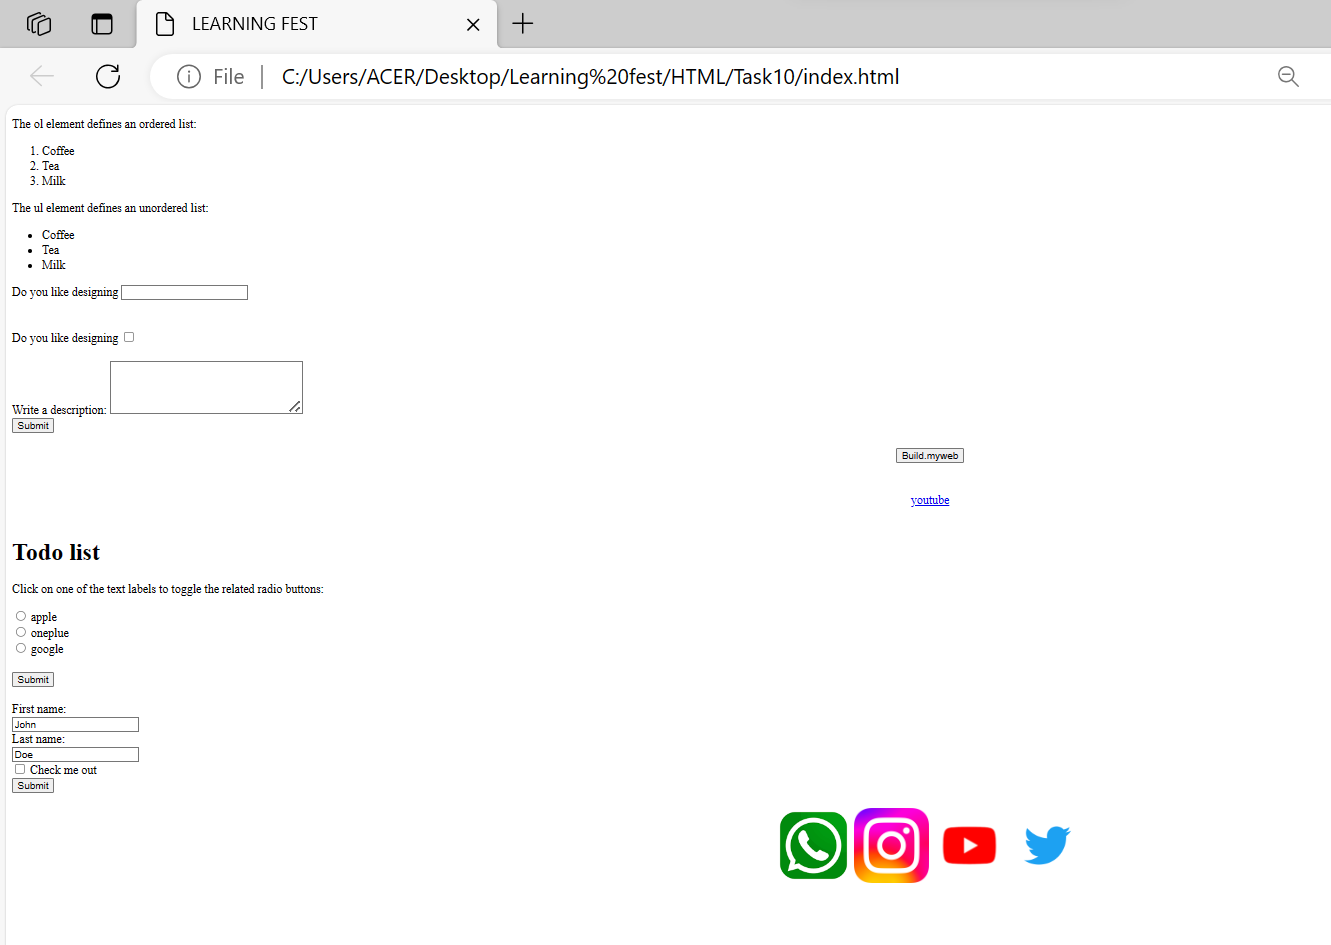 LEARNING FEST
File | C:/Users/ACER/Desktop/Learning%20fest/HTML/Task10/index.html
The ol element defines an ordered list:
1. Coffee
2. Tea
3. Milk
The ul element defines an unordered list:
• Coffee
• Tea
• Milk
Do you like designing
Do you like designing
Write a description:
Submit
Build.myweb
youtube
Todo list
Click on one of the text labels to toggle the related radio buttons:
apple
oneplue
google
Submit
First name:
John
Last name:
Doe
Check me out
Submit